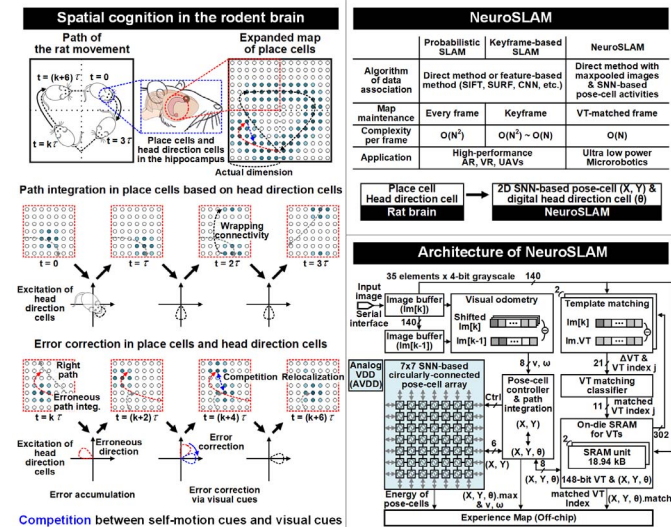 Spatial cognition in the rodent brain
Path of
the rat movement
t = (k+6) τ
t = 0
t = k τ
t = 3 τ
Place cells and
head direction cells
in the hippocampus
Expanded map
of place cells
Actual dimension
Path integration in place cells based on head direction cells
Wrapping
connectivity
t = 0
t = τ
t = 2τ
t = 3τ
Excitation of
head
direction
cells
Error correction in place cells and head direction cells
Right
path
Erroneous
path integ.
Competition
Relocalization
t = k τ
t = (k+2) τ
t = (k+4) τ
t = (k+6) τ
Excitation of
head
direction
cells
Erroneous
direction
Error
correction
Error accumulation
Error correction
via visual cues
Competition between self-motion cues and visual cues
NeuroSLAM
Probabilistic
SLAM
Keyframe-based
SLAM
NeuroSLAM
Algorithm
of data
association
Direct method or feature-based
method (SIFT, SURF, CNN, etc.)
Direct method with
maxpooled images
& SNN-based
pose-cell activities
Map
maintenance
Every frame
Keyframe
VT-matched frame
Complexity
per frame
O(N²)
O(N²) ~ O(N)
O(N)
Application
High-performance
AR, VR, UAVs
Ultra low power
Microrobotics
Place cell
Head direction cell
Rat brain
2D SNN-based pose-cell (X, Y) &
digital head direction cell (θ)
NeuroSLAM
Architecture of NeuroSLAM
35 elements x 4-bit grayscale
140
Input
image
Serial
interface
Image buffer
(Im[k])
140
Image buffer
(Im[k-1])
Visual odometry
Shifted
Im[k]
Im[k-1]
2
Template matching
Im[k]
Im.VT
8
v, ω
21
ΔVT &
VT index j
Analog
VDD
(AVDD)
7x7 SNN-based
circularly-connected
pose-cell array
Ctrl
6
(X, Y)
Pose-cell
controller
& path
integration
(X, Y)
(X, Y, θ)
VT matching
classifier
11
matched
VT index j
On-die SRAM
for VTs
302
2
SRAM unit
18.94 kB
8
(X, Y, θ)
148-bit VT & (X, Y, θ)
Energy of
pose-cells
(X, Y, θ).max
& v, ω
matched VT
Index
(X, Y, θ).match
Experience Map (Off-chip)